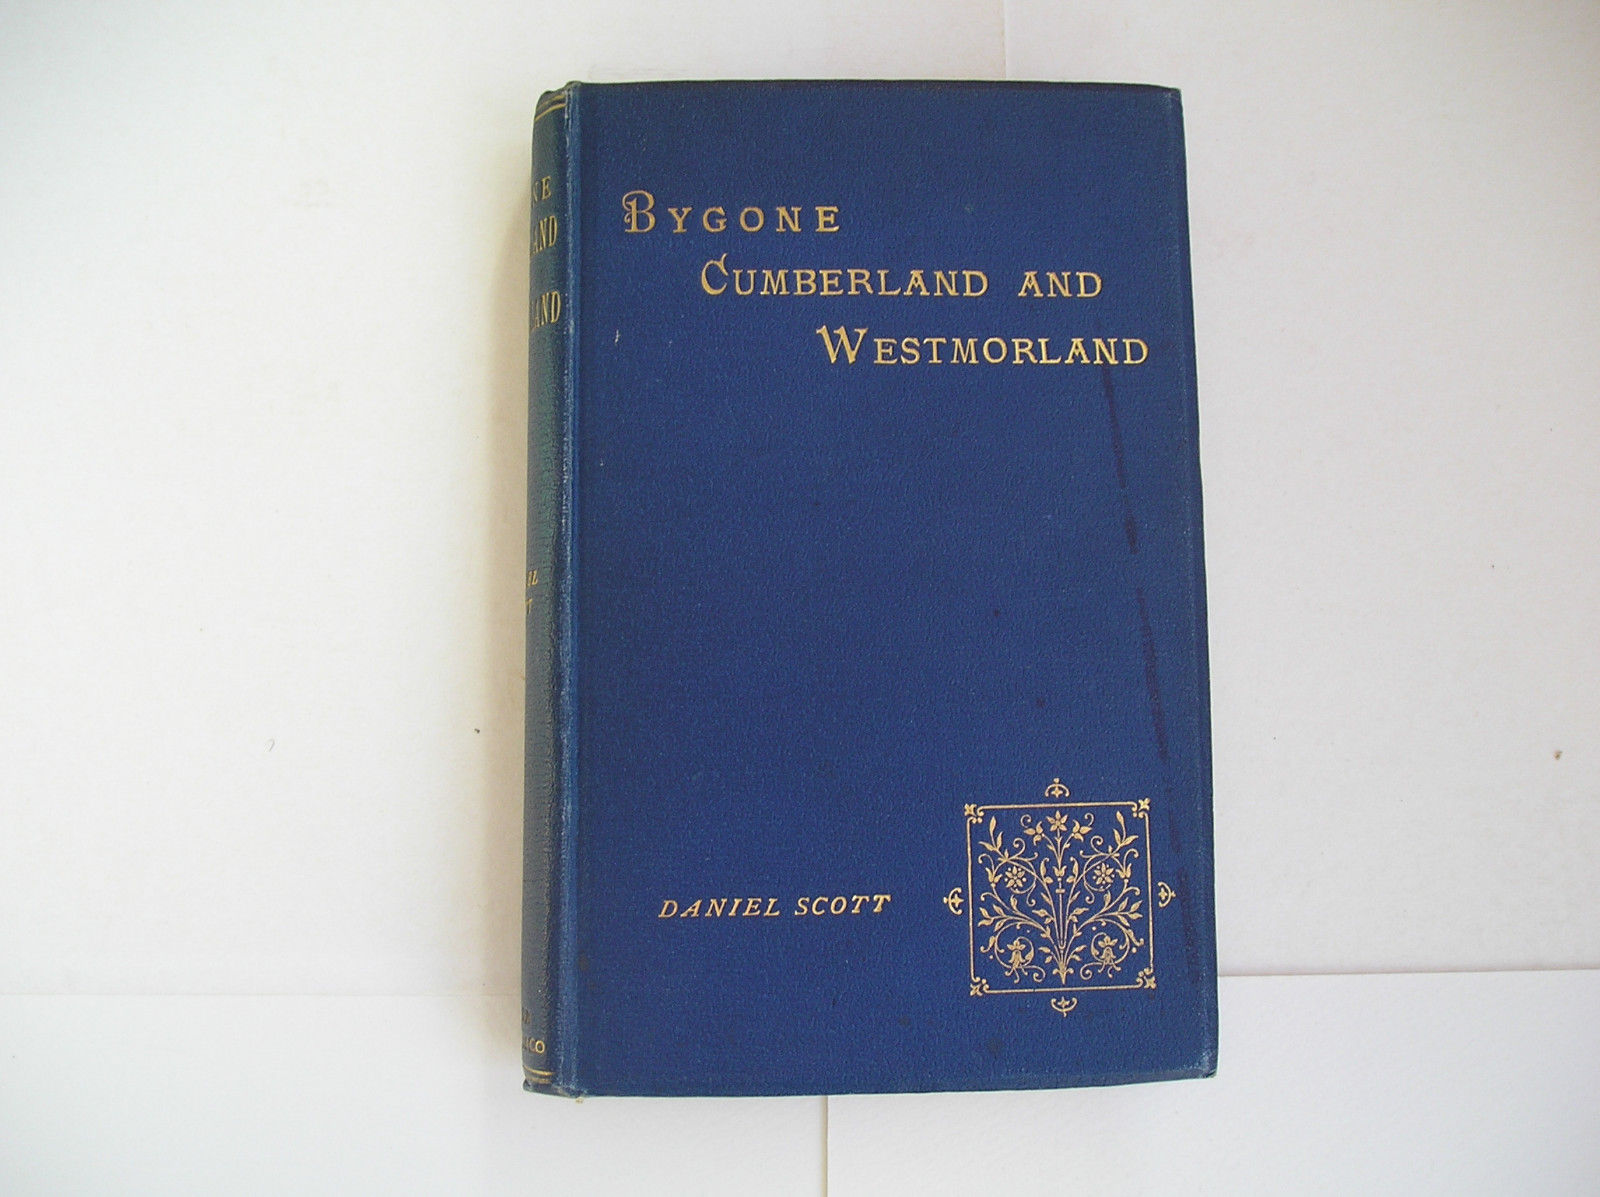 Bygone
Cumberland and
Westmorland
DANIEL SCOTT